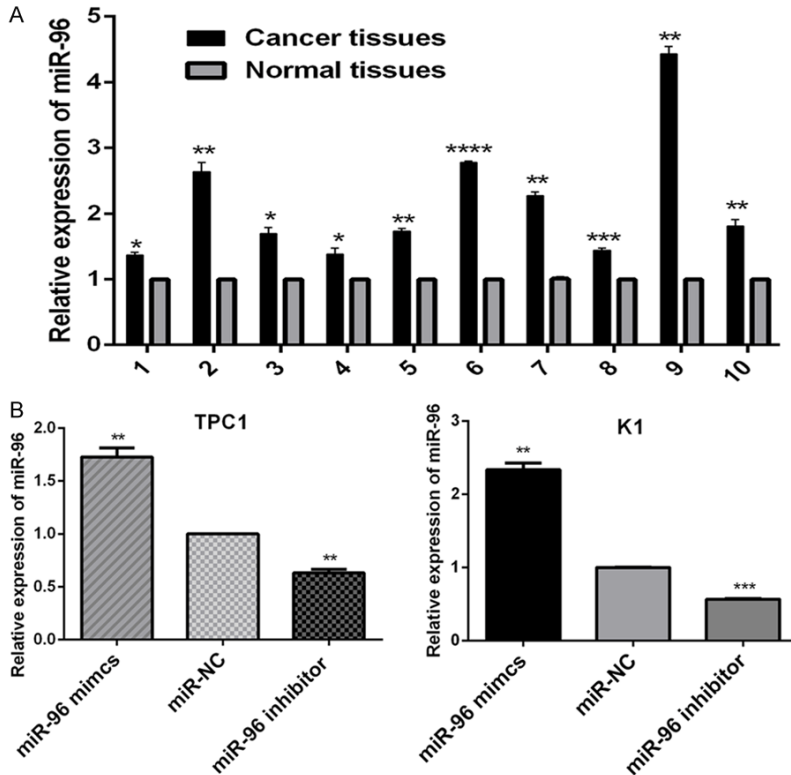 A
Relative expression of miR-96
5
4
3
2
1
0
Cancer tissues
Normal tissues
*
**
*
*
**
****
**
***
**
**
1 2 3 4 5 6 7 8 9 10
B
TPC1
Relative expression of miR-96
2.0
1.5
1.0
0.5
0.0
**
**
miR-96 mimcs
miR-NC
miR-96 inhibitor
K1
Relative expression of miR-96
3
2
1
0
**
***
miR-96 mimcs
miR-NC
miR-96 inhibitor